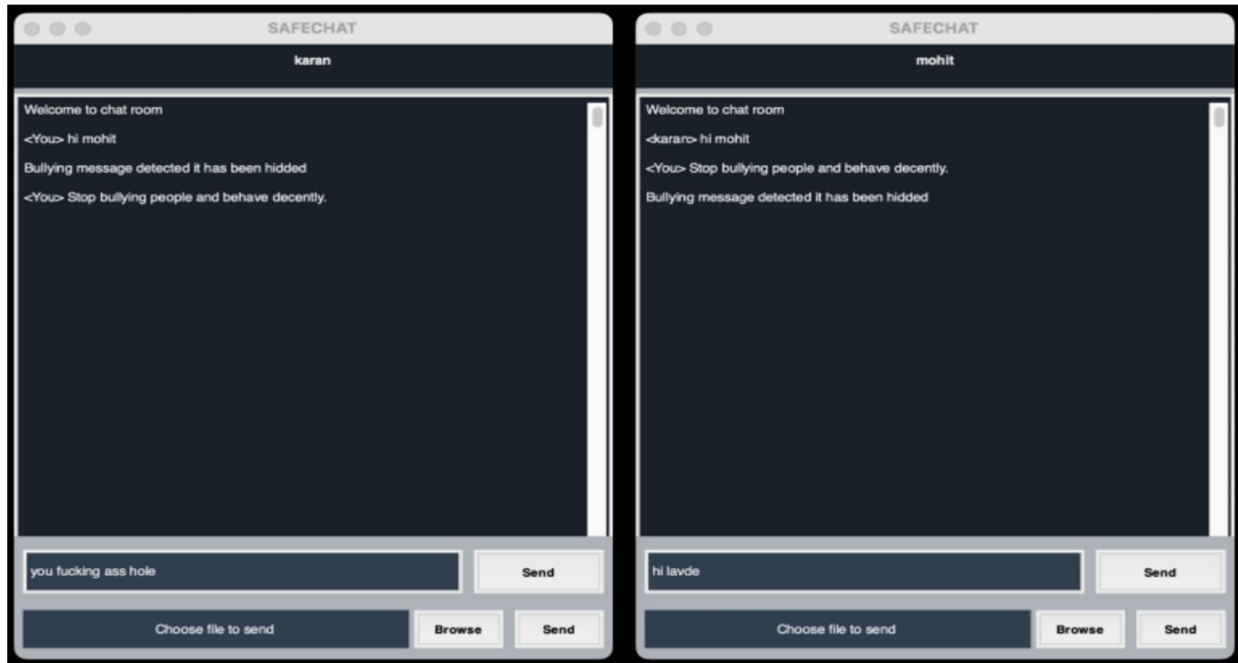 SAFECHAT
karan
Welcome to chat room
<You> hi mohit
Bullying message detected it has been hidded
<You> Stop bullying people and behave decently.
you fucking ass hole
Send
Choose file to send
Browse
Send
SAFECHAT
mohit
Welcome to chat room
<karan> hi mohit
<You> Stop bullying people and behave decently.
Bullying message detected it has been hidded
hi lavde
Send
Choose file to send
Browse
Send